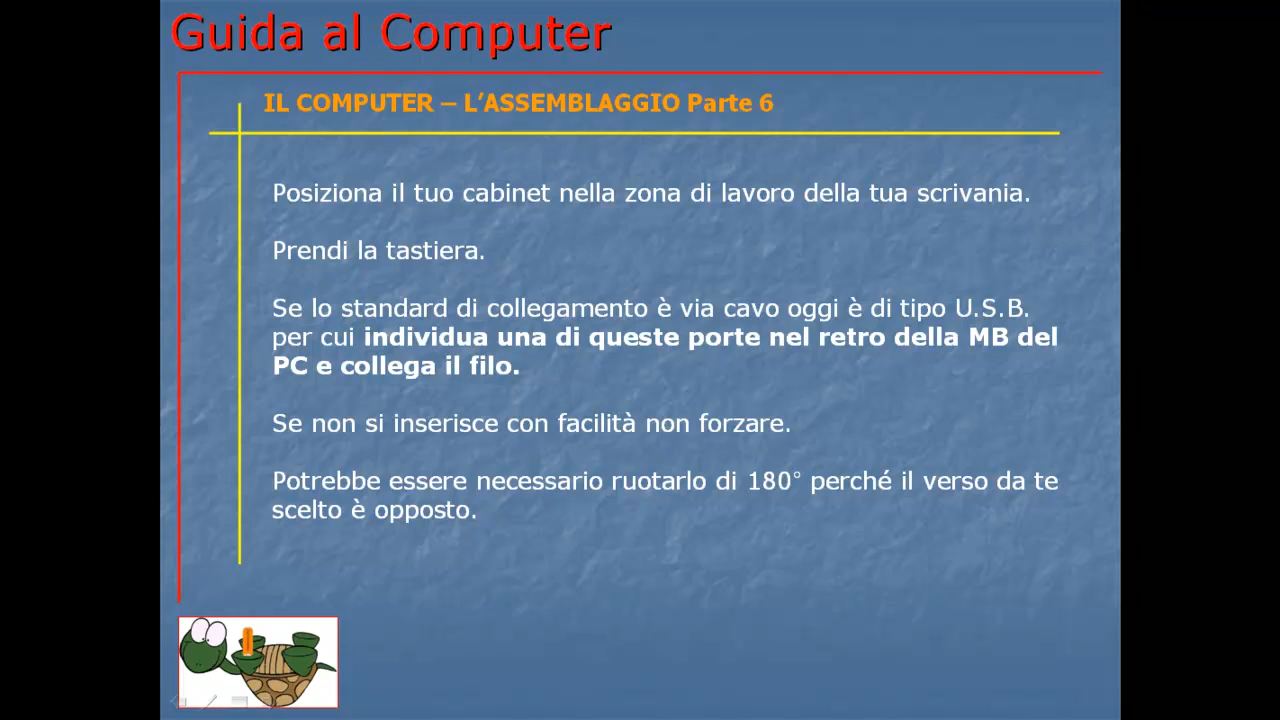 Guida al Computer
IL COMPUTER – L’ASSEMBLAGGIO Parte 6
Posiziona il tuo cabinet nella zona di lavoro della tua scrivania.
Prendi la tastiera.
Se lo standard di collegamento è via cavo oggi è di tipo U.S.B.
per cui individua una di queste porte nel retro della MB del
PC e collega il filo.
Se non si inserisce con facilità non forzare.
Potrebbe essere necessario ruotarlo di 180° perché il verso da te
scelto è opposto.